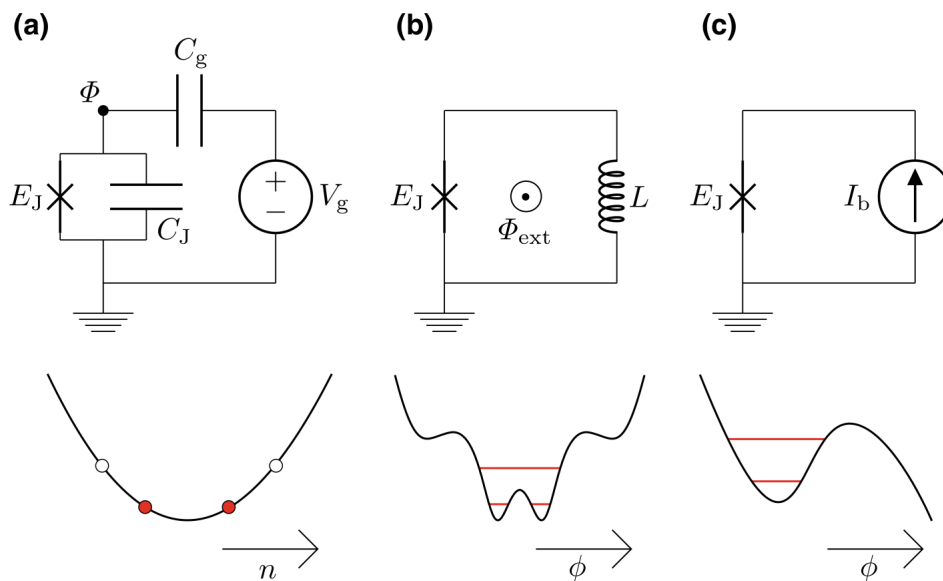 (a)
(b)
(c)
C_g
Φ
E_J
C_J
+
−
V_g
E_J
Φ_ext
L
E_J
I_b
n
ϕ
ϕ